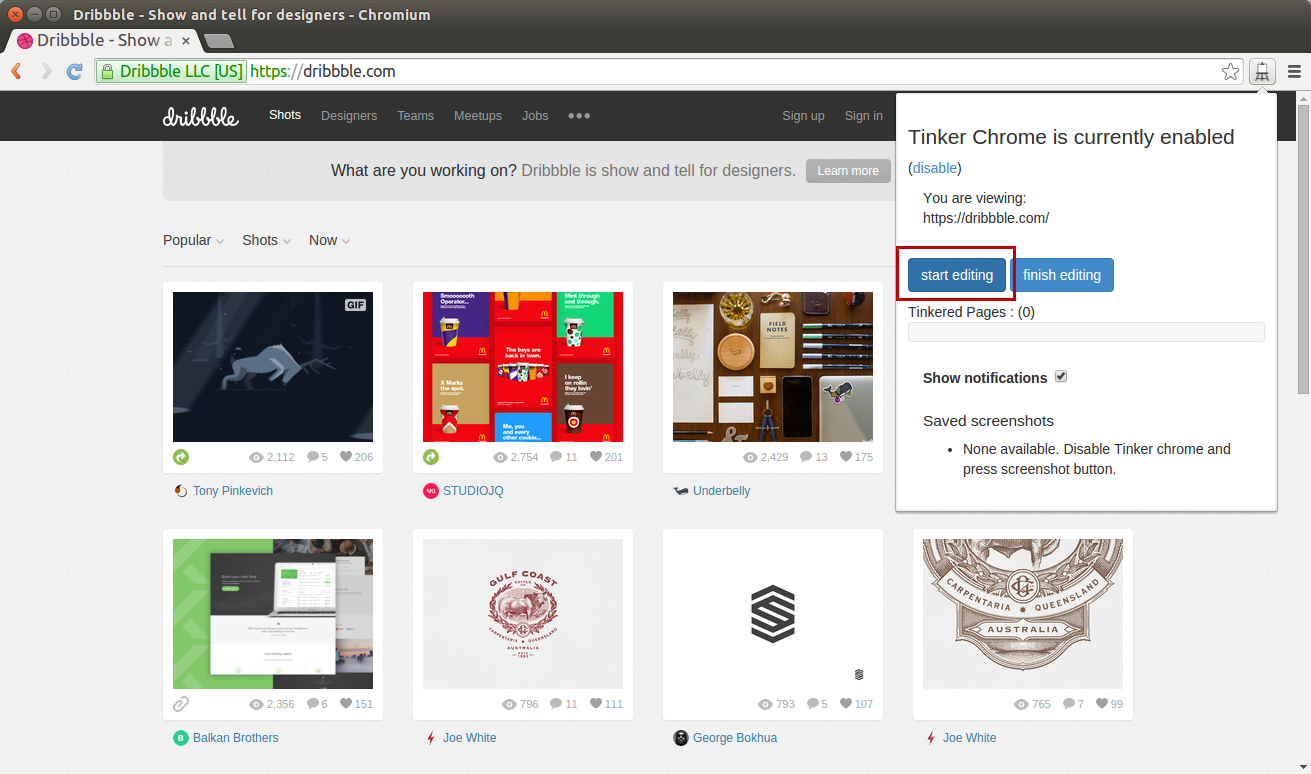 Dribbble - Show and tell for designers - Chromium
Dribbble - Show a
Dribbble LLC [US] https://dribbble.com
dribbble Shots Designers Teams Meetups Jobs Sign up Sign in
What are you working on? Dribbble is show and tell for designers. Learn more
Popular Shots Now
Tinker Chrome is currently enabled
(disable)
You are viewing:
https://dribbble.com/
start editing finish editing
Tinkered Pages : (0)
Show notifications
Saved screenshots
• None available. Disable Tinker chrome and
press screenshot button.
GIF
2,112 5 206
Tony Pinkevich
Smooooooth
Operator...
Mint through
and through.
The boys are
back in town.
X Marks
the spot.
I keep
on rollin
they lovin'
Me, you
and every
other cookie...
2,754 11 201
STUDIOJQ
FIELD
NOTES
2,429 13 175
Underbelly
2,356 6 151
B Balkan Brothers
GULF COAST
CATTLE
CARPENTARIA * QUEENSLAND
AUSTRALIA
796 11 111
Joe White
793 5 107
George Bokhua
CARPENTARIA * QUEENSLAND
AUSTRALIA
765 7 99
Joe White